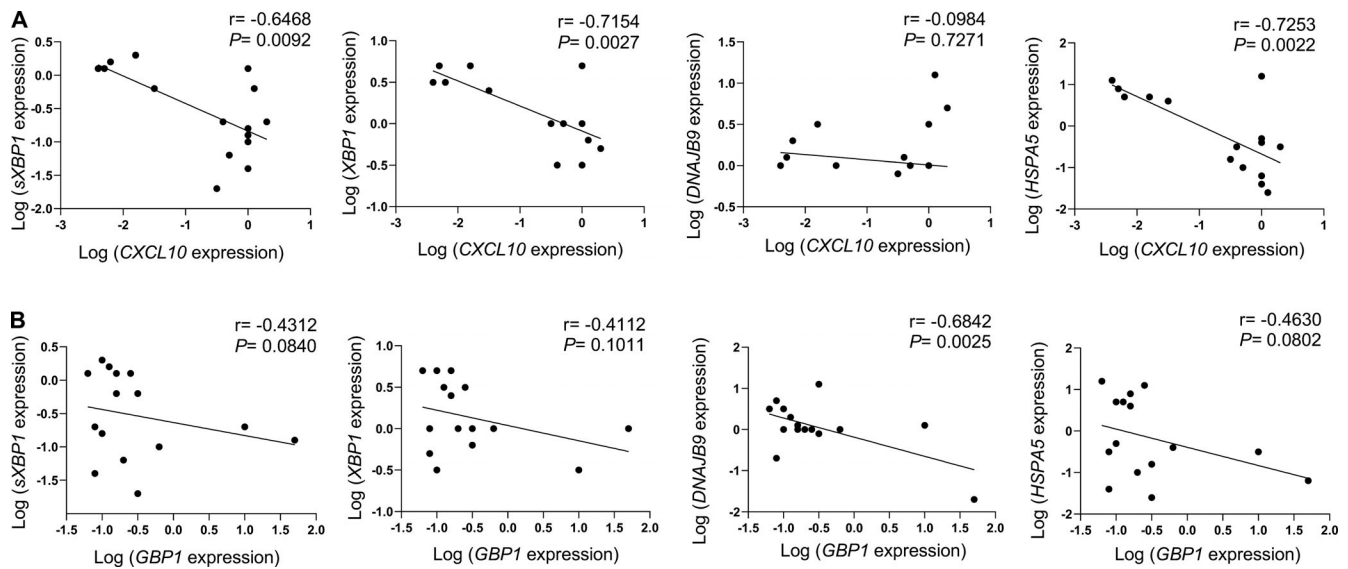 A
r= -0.6468
P= 0.0092
Log (sXBP1 expression)
0.5
0.0
-0.5
-1.0
-1.5
-2.0
-3 -2 -1 0 1
Log (CXCL10 expression)
r= -0.7154
P= 0.0027
Log (XBP1 expression)
1.0
0.5
0.0
-0.5
-1.0
-3 -2 -1 0 1
Log (CXCL10 expression)
r= -0.0984
P= 0.7271
Log (DNAJB9 expression)
1.5
1.0
0.5
0.0
-0.5
-3 -2 -1 0 1
Log (CXCL10 expression)
r= -0.7253
P= 0.0022
Log (HSPA5 expression)
2
1
0
-1
-2
-3 -2 -1 0 1
Log (CXCL10 expression)
B
r= -0.4312
P= 0.0840
Log (sXBP1 expression)
0.5
0.0
-0.5
-1.0
-1.5
-1.5 -1.0 -0.5 0.0 0.5 1.0 1.5 2.0
Log (GBP1 expression)
r= -0.4112
P= 0.1011
Log (XBP1 expression)
1.0
0.5
0.0
-0.5
-1.0
-1.5 -1.0 -0.5 0.0 0.5 1.0 1.5 2.0
Log (GBP1 expression)
r= -0.6842
P= 0.0025
Log (DNAJB9 expression)
2
1
0
-1
-2
-1.5 -1.0 -0.5 0.0 0.5 1.0 1.5 2.0
Log (GBP1 expression)
r= -0.4630
P= 0.0802
Log (HSPA5 expression)
2
1
0
-1
-2
-1.5 -1.0 -0.5 0.0 0.5 1.0 1.5 2.0
Log (GBP1 expression)